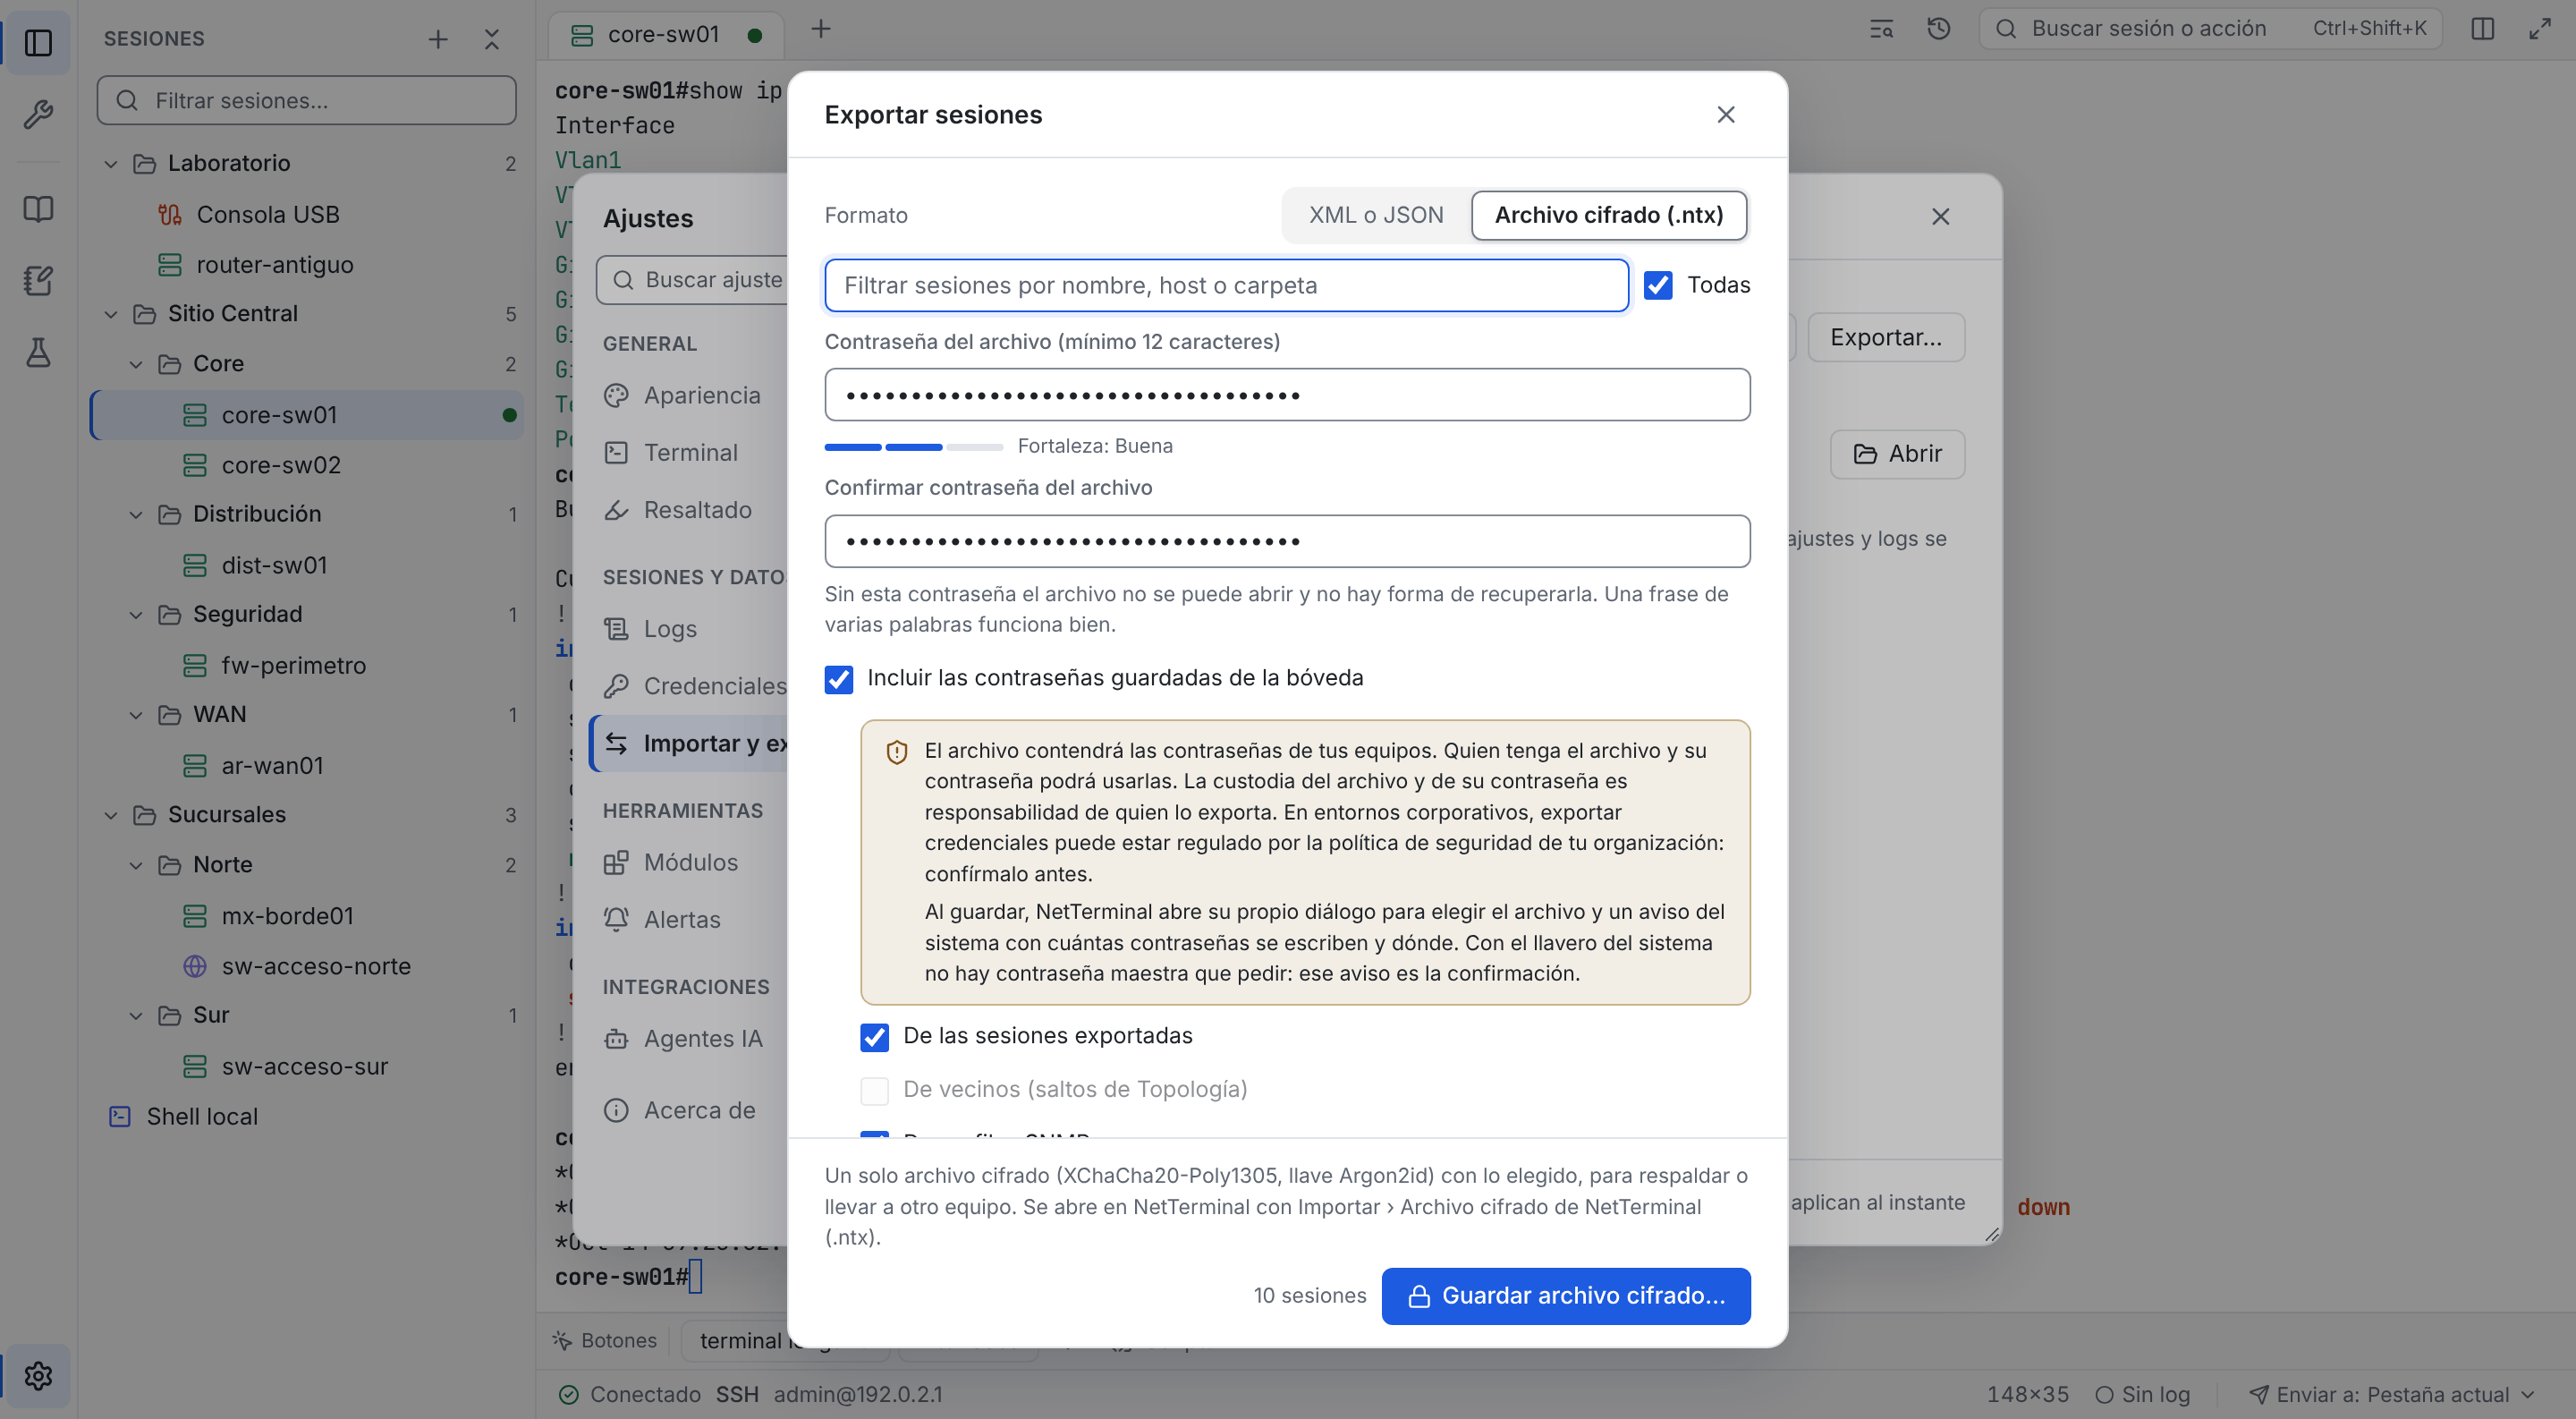 SESIONES
Filtrar sesiones...
Laboratorio 2
Consola USB
router-antiguo
Sitio Central 5
Core 2
core-sw01
core-sw02
Distribución 1
dist-sw01
Seguridad 1
fw-perimetro
WAN 1
ar-wan01
Sucursales 3
Norte 2
mx-borde01
sw-acceso-norte
Sur 1
sw-acceso-sur
Shell local
core-sw01
Buscar sesión o acción Ctrl+Shift+K
core-sw01#show ip
Interface
Vlan1
Ajustes
Buscar ajuste
GENERAL
Apariencia
Terminal
Resaltado
SESIONES Y DATO
Logs
Credenciales
Importar y ex
HERRAMIENTAS
Módulos
Alertas
INTEGRACIONES
Agentes IA
Acerca de
Exportar...
Abrir
ajustes y logs se
aplican al instante
down
core-sw01#
Exportar sesiones
Formato
XML o JSON
Archivo cifrado (.ntx)
Filtrar sesiones por nombre, host o carpeta
Todas
Contraseña del archivo (mínimo 12 caracteres)
Fortaleza: Buena
Confirmar contraseña del archivo
Sin esta contraseña el archivo no se puede abrir y no hay forma de recuperarla. Una frase de
varias palabras funciona bien.
Incluir las contraseñas guardadas de la bóveda
El archivo contendrá las contraseñas de tus equipos. Quien tenga el archivo y su
contraseña podrá usarlas. La custodia del archivo y de su contraseña es
responsabilidad de quien lo exporta. En entornos corporativos, exportar
credenciales puede estar regulado por la política de seguridad de tu organización:
confírmalo antes.
Al guardar, NetTerminal abre su propio diálogo para elegir el archivo y un aviso del
sistema con cuántas contraseñas se escriben y dónde. Con el llavero del sistema
no hay contraseña maestra que pedir: ese aviso es la confirmación.
De las sesiones exportadas
De vecinos (saltos de Topología)
Un solo archivo cifrado (XChaCha20-Poly1305, llave Argon2id) con lo elegido, para respaldar o
llevar a otro equipo. Se abre en NetTerminal con Importar › Archivo cifrado de NetTerminal
(.ntx).
10 sesiones
Guardar archivo cifrado...
Botones
terminal
Conectado SSH admin@192.0.2.1
148×35
Sin log
Enviar a: Pestaña actual